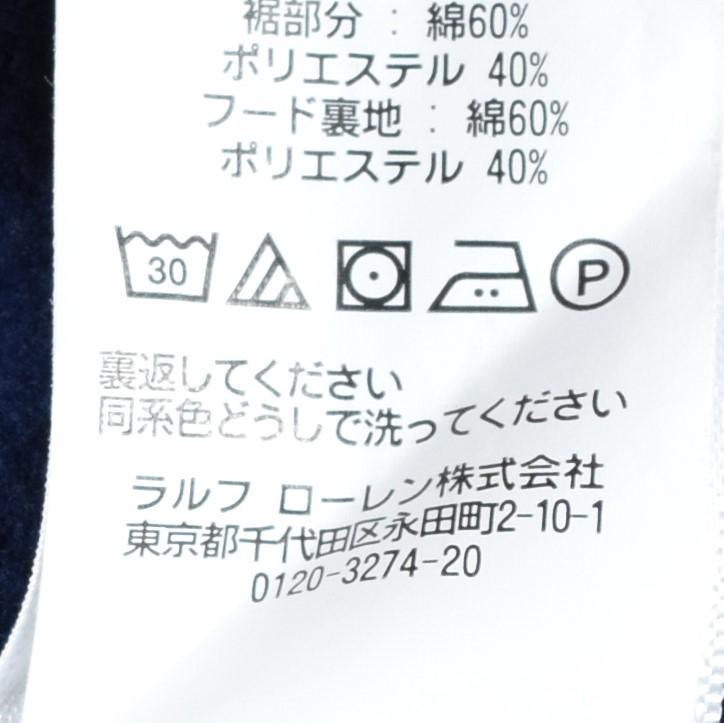 裾部分 : 綿60%
ポリエステル 40%
フード裏地 : 綿60%
ポリエステル 40%
30 P
裏返してください
同系色どうしで洗ってください
ラルフ ローレン株式会社
東京都千代田区永田町2-10-1
0120-3274-20